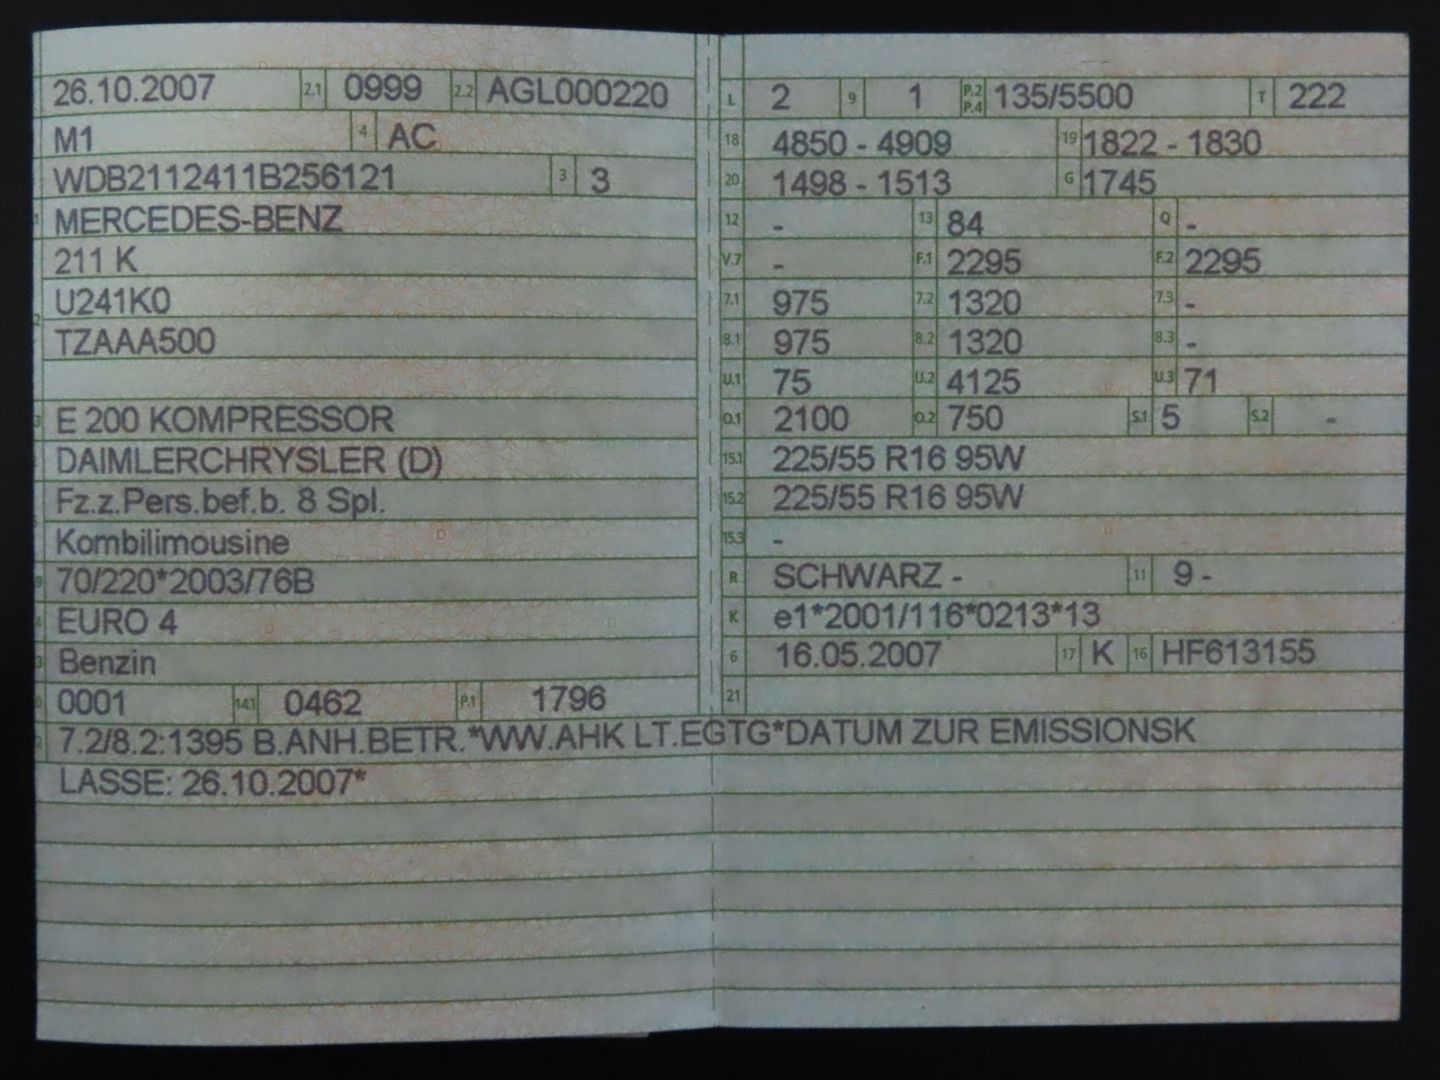 26.10.2007 2.1 0999 2.2 AGL000220
M1 4 AC
WDB2112411B256121 3 3
MERCEDES-BENZ
211 K
U241K0
TZAAA500
E 200 KOMPRESSOR
DAIMLERCHRYSLER (D)
Fz.z.Pers.bef.b. 8 Spl.
Kombilimousine
70/220*2003/76B
EURO 4
Benzin
0001 14.1 0462 P.1 1796
L 2 9 1 P.2 P.4 135/5500 T 222
18 4850 - 4909 19 1822 - 1830
20 1498 - 1513 G 1745
12 - 13 84 Q -
V.7 - F.1 2295 F.2 2295
7.1 975 7.2 1320 7.3 -
8.1 975 8.2 1320 8.3 -
U.1 75 U.2 4125 U.3 71
O.1 2100 O.2 750 S.1 5 S.2 -
15.1 225/55 R16 95W
15.2 225/55 R16 95W
15.3 -
R SCHWARZ - 11 9 -
K e1*2001/116*0213*13
6 16.05.2007 17 K 16 HF613155
21
7.2/8.2:1395 B.ANH.BETR.*WW.AHK LT.EGTG*DATUM ZUR EMISSIONSK
LASSE: 26.10.2007*